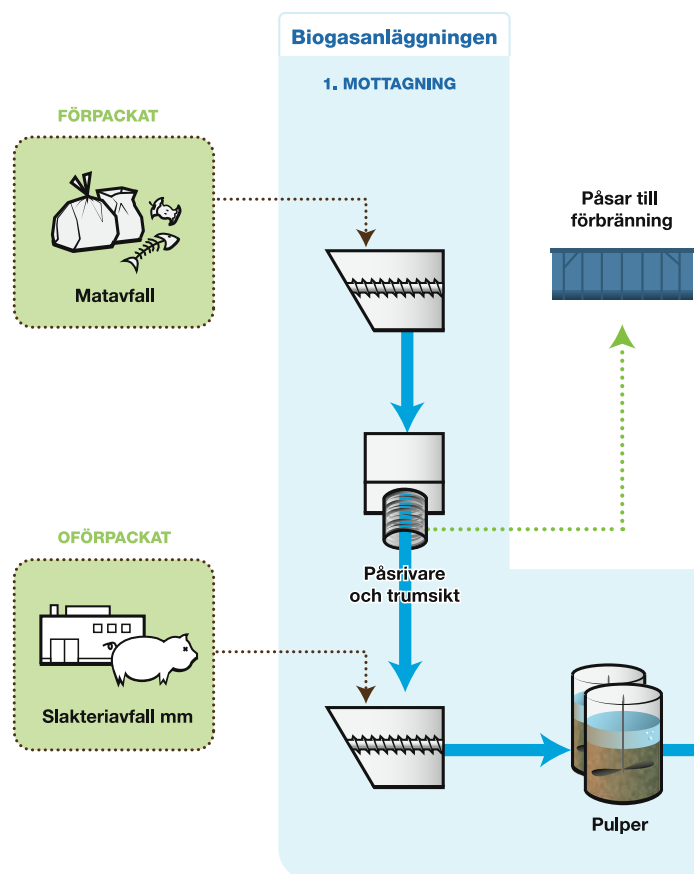 Biogasanläggningen
1. MOTTAGNING
FÖRPACKAT
Matavfall
Påsar till
förbränning
Påsrivare
och trumsikt
OFÖRPACKAT
Slakteriavfall mm
Pulper